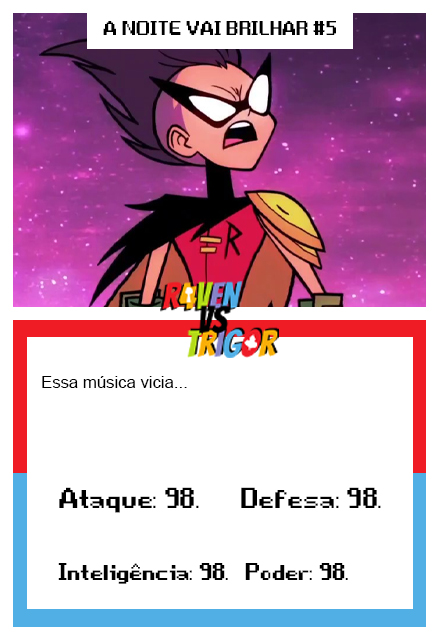 A NOITE VAI BRILHAR #5
R
RAVEN
VS
TRIGOR
Essa música vicia...
Ataque: 98. Defesa: 98.
Inteligência: 98. Poder: 98.